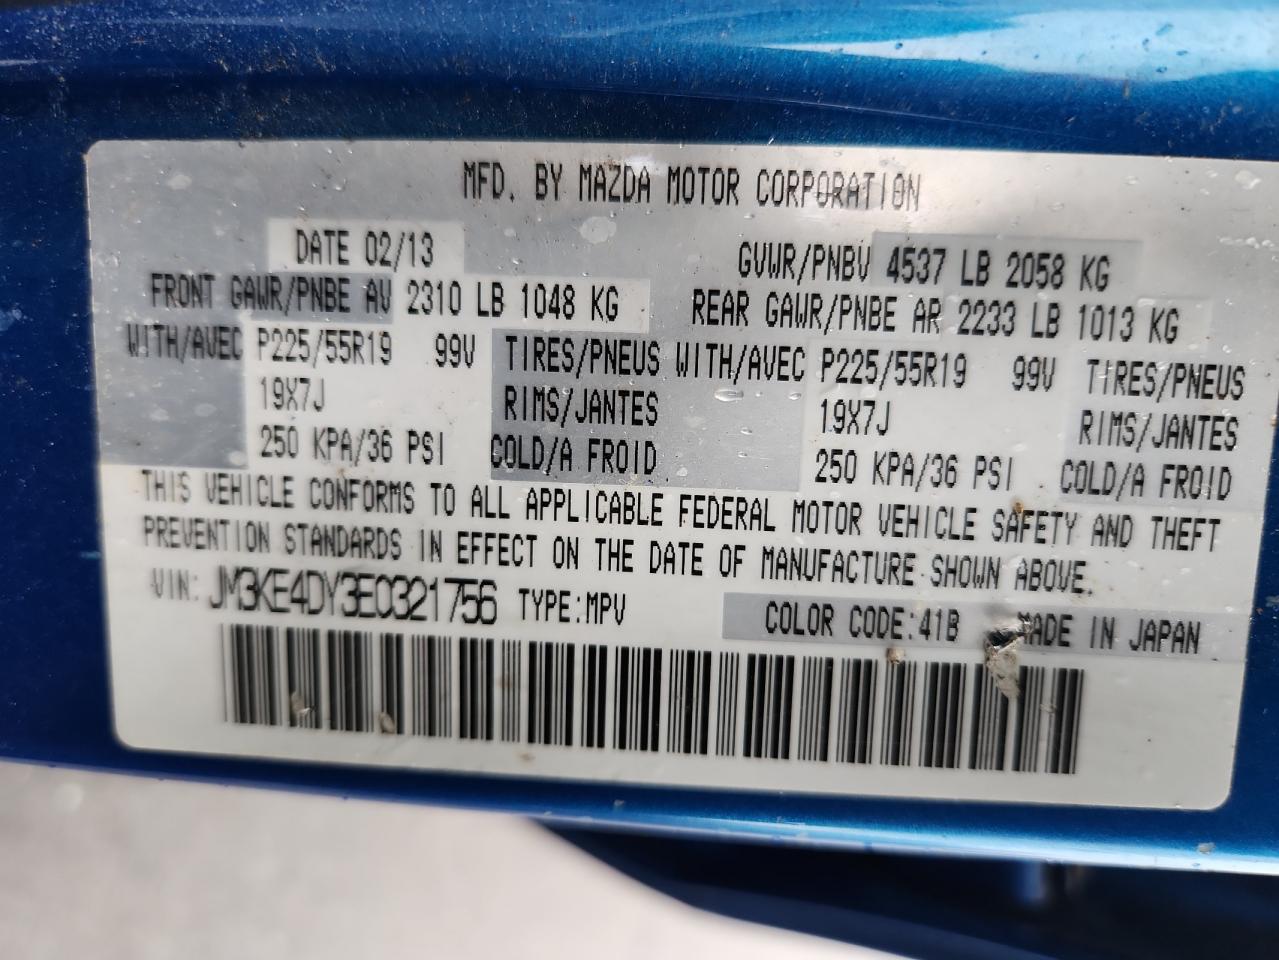 MFD. BY MAZDA MOTOR CORPORATION
DATE 02/13 GVWR/PNBV 4537 LB 2058 KG
FRONT GAWR/PNBE AV 2310 LB 1048 KG REAR GAWR/PNBE AR 2233 LB 1013 KG
WITH/AVEC P225/55R19 99V TIRES/PNEUS WITH/AVEC P225/55R19 99V TIRES/PNEUS
19X7J RIMS/JANTES 19X7J RIMS/JANTES
250 KPA/36 PSI COLD/A FROID 250 KPA/36 PSI COLD/A FROID
THIS VEHICLE CONFORMS TO ALL APPLICABLE FEDERAL MOTOR VEHICLE SAFETY AND THEFT
PREVENTION STANDARDS IN EFFECT ON THE DATE OF MANUFACTURE SHOWN ABOVE.
VIN: JM3KE4DY3E0321756 TYPE:MPV COLOR CODE:41B MADE IN JAPAN